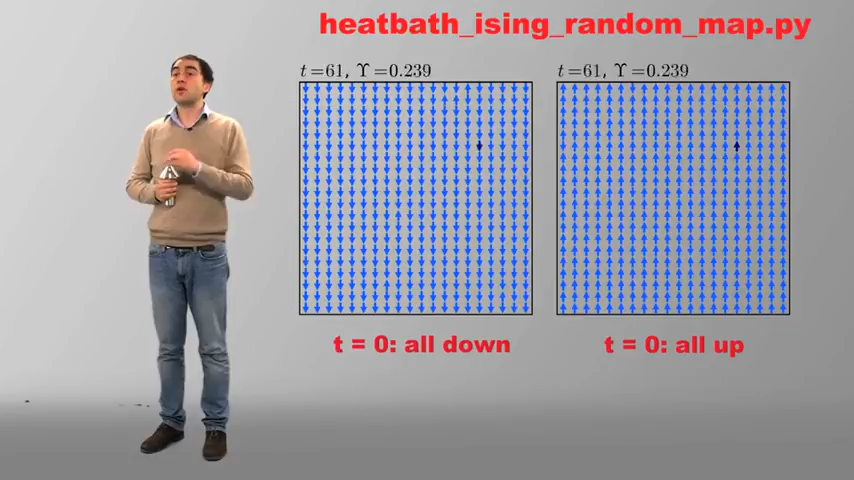 heatbath_ising_random_map.py
t=61, ϒ=0.239
t=61, ϒ=0.239
t = 0: all down
t = 0: all up